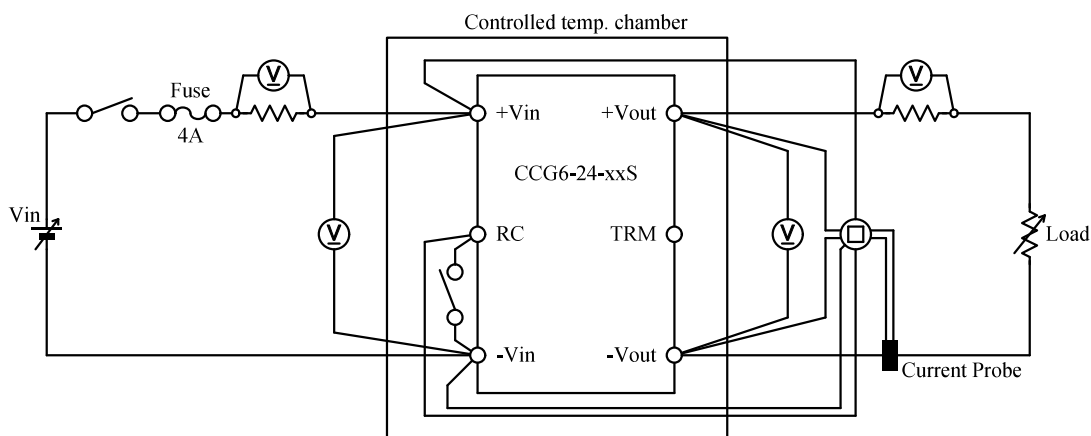 Controlled temp. chamber
V
V
Fuse
4A
+Vin
+Vout
CCG6-24-xxS
Vin
V
RC
TRM
V
Load
-Vin
-Vout
Current Probe